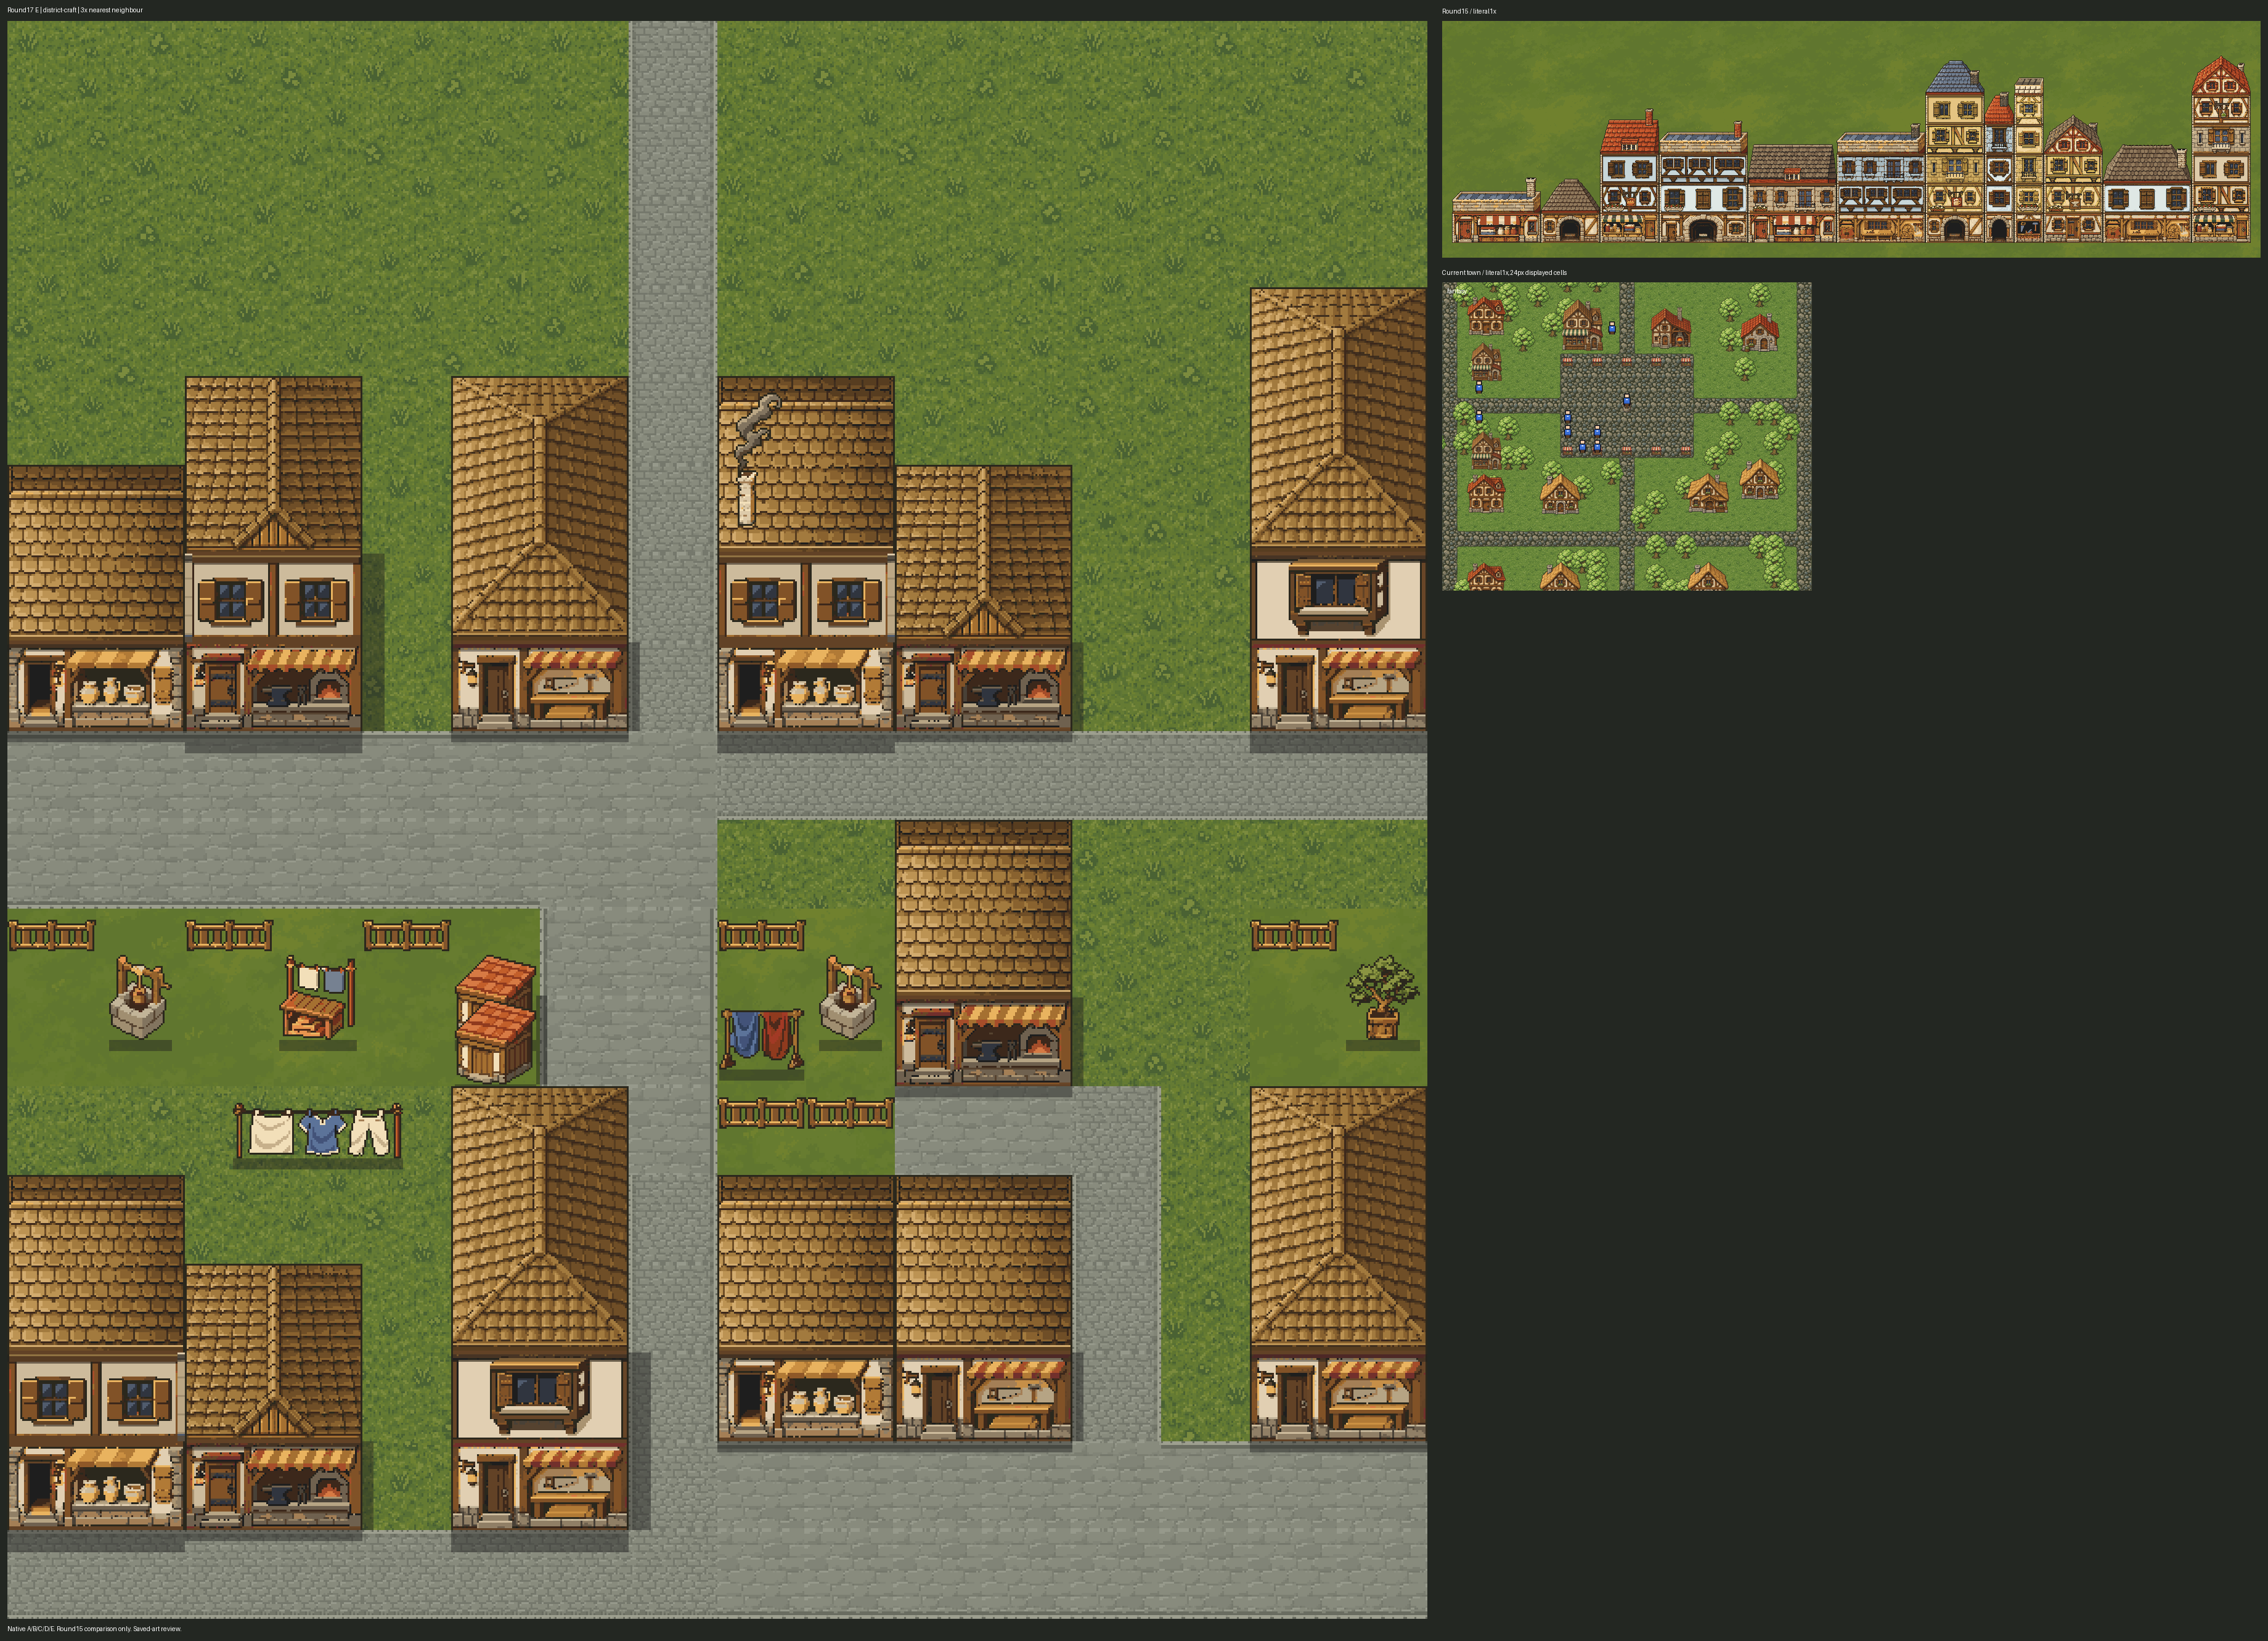 Round17 E | district-craft | 3x nearest neighbour
Round15 / literal1x
Current town / literal1x,24px displayed cells
Native A/B/C/D/E. Round15 comparison only. Saved-art review.